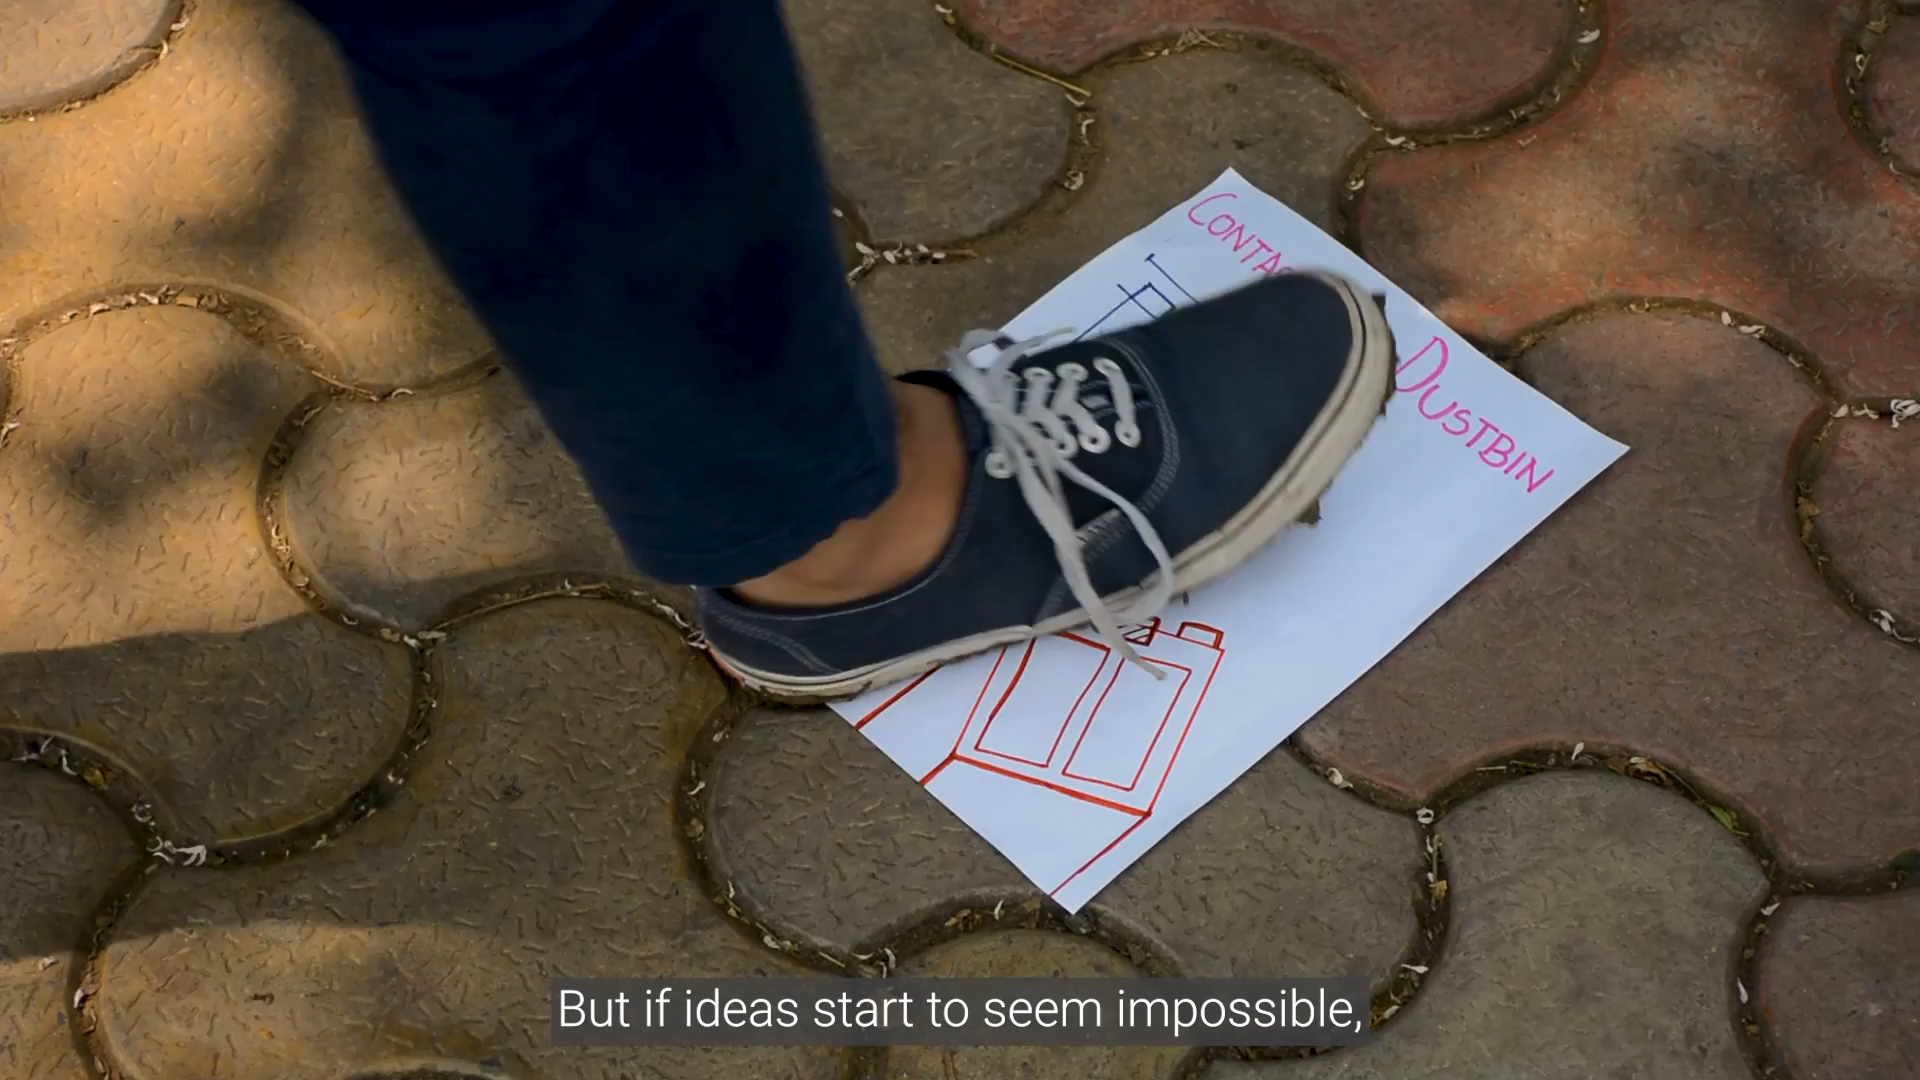 CONTA
DUSTBIN
But if ideas start to seem impossible,